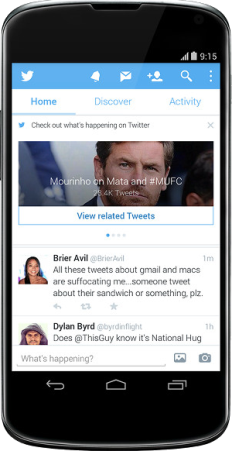 9:15
Home Discover Activity
Check out what's happening on Twitter
Mourinho on Mata and #MUFC
Tweets
View related Tweets
Brier Avil @BrierAvil 1m
All these tweets about gmail and macs
are suffocating me...someone tweet
about their sandwich or something, plz.
Dylan Byrd @byrdinflight 1h
Does @ThisGuy know it's National Hug
What's happening?